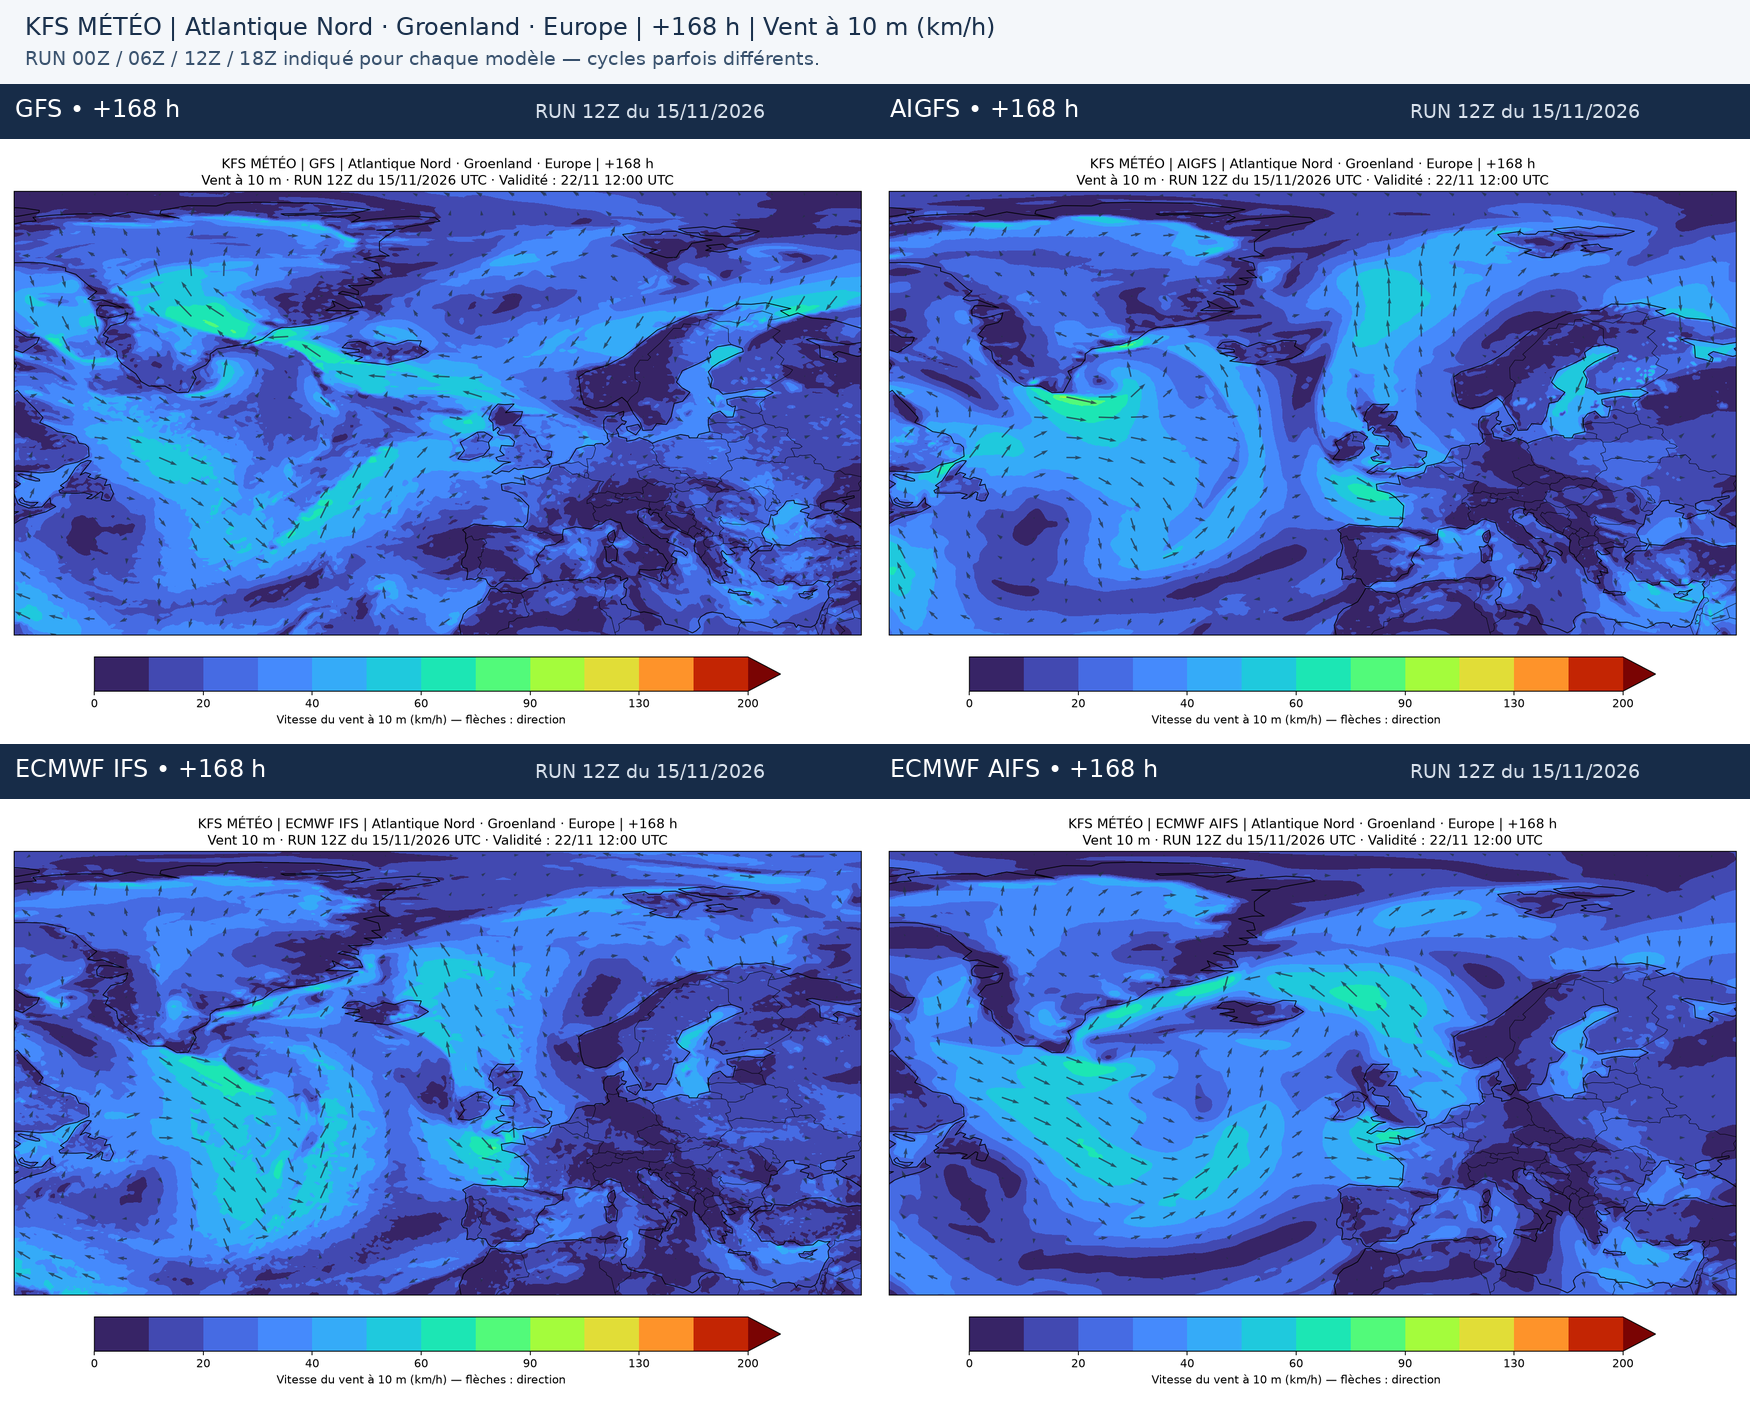 KFS MÉTÉO | Atlantique Nord · Groenland · Europe | +168 h | Vent à 10 m (km/h)
RUN 00Z / 06Z / 12Z / 18Z indiqué pour chaque modèle — cycles parfois différents.
GFS • +168 h
RUN 12Z du 15/11/2026
KFS MÉTÉO | GFS | Atlantique Nord · Groenland · Europe | +168 h
Vent à 10 m · RUN 12Z du 15/11/2026 UTC · Validité : 22/11 12:00 UTC
0 20 40 60 90 130 200
Vitesse du vent à 10 m (km/h) — flèches : direction
AIGFS • +168 h
RUN 12Z du 15/11/2026
KFS MÉTÉO | AIGFS | Atlantique Nord · Groenland · Europe | +168 h
Vent à 10 m · RUN 12Z du 15/11/2026 UTC · Validité : 22/11 12:00 UTC
0 20 40 60 90 130 200
Vitesse du vent à 10 m (km/h) — flèches : direction
ECMWF IFS • +168 h
RUN 12Z du 15/11/2026
KFS MÉTÉO | ECMWF IFS | Atlantique Nord · Groenland · Europe | +168 h
Vent 10 m · RUN 12Z du 15/11/2026 UTC · Validité : 22/11 12:00 UTC
0 20 40 60 90 130 200
Vitesse du vent à 10 m (km/h) — flèches : direction
ECMWF AIFS • +168 h
RUN 12Z du 15/11/2026
KFS MÉTÉO | ECMWF AIFS | Atlantique Nord · Groenland · Europe | +168 h
Vent 10 m · RUN 12Z du 15/11/2026 UTC · Validité : 22/11 12:00 UTC
0 20 40 60 90 130 200
Vitesse du vent à 10 m (km/h) — flèches : direction